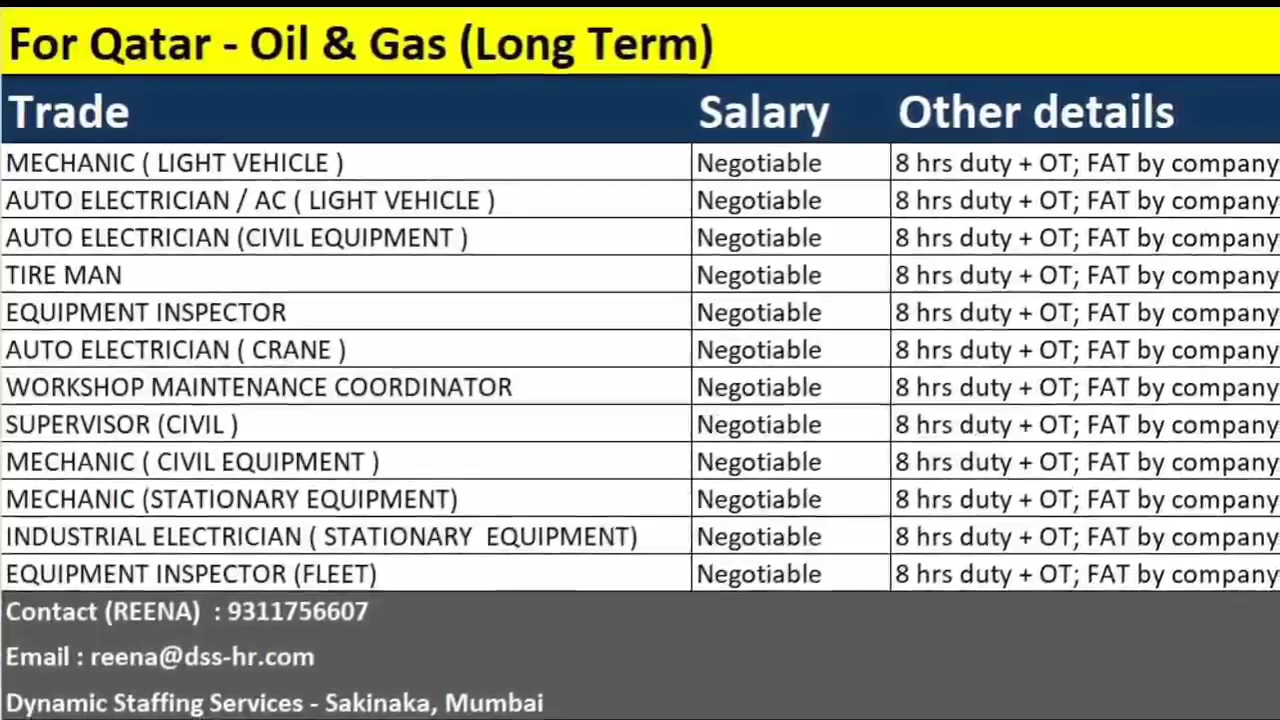 For Qatar - Oil & Gas (Long Term)
Trade Salary Other details
MECHANIC ( LIGHT VEHICLE ) Negotiable 8 hrs duty + OT; FAT by company
AUTO ELECTRICIAN / AC ( LIGHT VEHICLE ) Negotiable 8 hrs duty + OT; FAT by company
AUTO ELECTRICIAN (CIVIL EQUIPMENT ) Negotiable 8 hrs duty + OT; FAT by company
TIRE MAN Negotiable 8 hrs duty + OT; FAT by company
EQUIPMENT INSPECTOR Negotiable 8 hrs duty + OT; FAT by company
AUTO ELECTRICIAN ( CRANE ) Negotiable 8 hrs duty + OT; FAT by company
WORKSHOP MAINTENANCE COORDINATOR Negotiable 8 hrs duty + OT; FAT by company
SUPERVISOR (CIVIL ) Negotiable 8 hrs duty + OT; FAT by company
MECHANIC ( CIVIL EQUIPMENT ) Negotiable 8 hrs duty + OT; FAT by company
MECHANIC (STATIONARY EQUIPMENT) Negotiable 8 hrs duty + OT; FAT by company
INDUSTRIAL ELECTRICIAN ( STATIONARY  EQUIPMENT) Negotiable 8 hrs duty + OT; FAT by company
EQUIPMENT INSPECTOR (FLEET) Negotiable 8 hrs duty + OT; FAT by company
Contact (REENA)  : 9311756607
Email : reena@dss-hr.com
Dynamic Staffing Services - Sakinaka, Mumbai